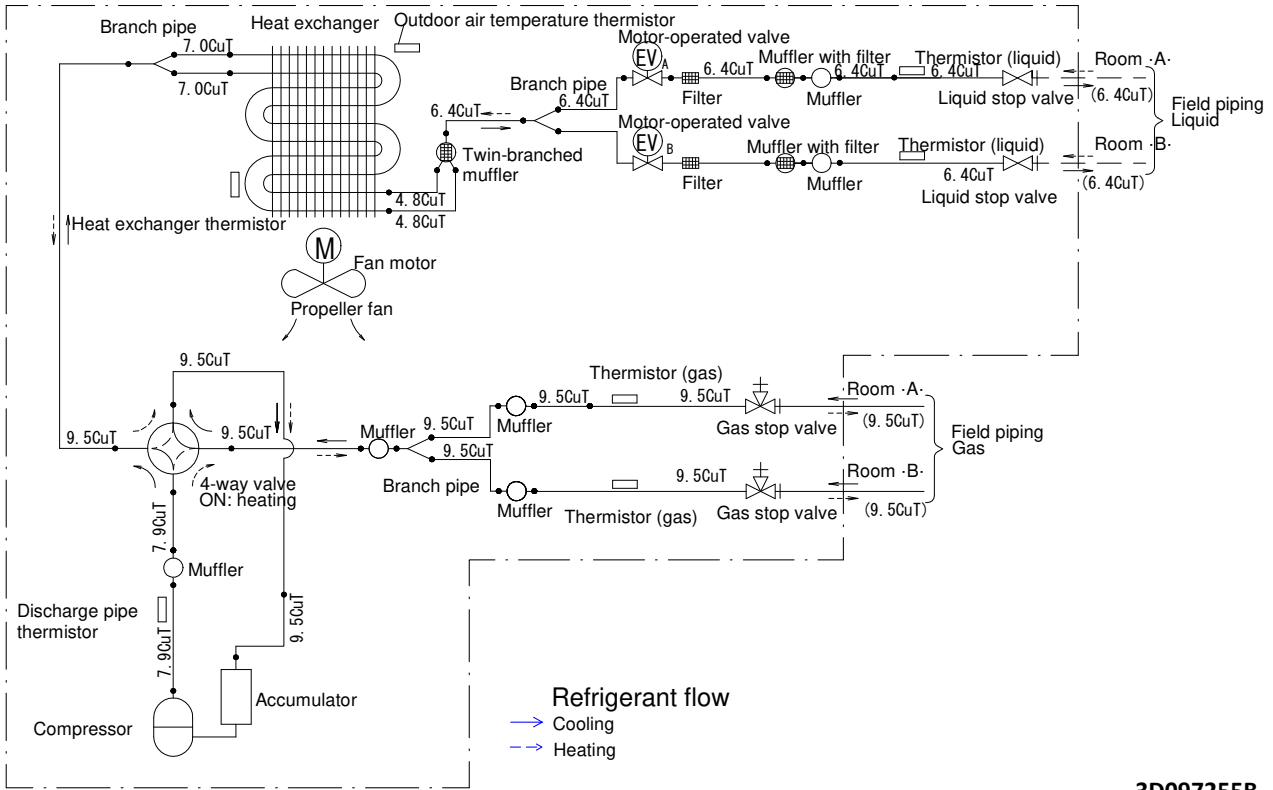 Branch pipe
Heat exchanger
Outdoor air temperature thermistor
7.0CuT
7.0CuT
Motor-operated valve
EV A
Filter
6.4CuT
Muffler with filter
6.4CuT
Muffler
Thermistor (liquid)
6.4CuT
Liquid stop valve
Room ·A·
(6.4CuT)
Field piping
Liquid
Branch pipe
6.4CuT
6.4CuT
Motor-operated valve
EV B
Filter
Muffler with filter
Muffler
Thermistor (liquid)
6.4CuT
Liquid stop valve
Room ·B·
(6.4CuT)
Twin-branched
muffler
4.8CuT
4.8CuT
Heat exchanger thermistor
M
Fan motor
Propeller fan
9.5CuT
9.5CuT
9.5CuT
4-way valve
ON: heating
Muffler
Branch pipe
9.5CuT
9.5CuT
Muffler
9.5CuT
Thermistor (gas)
9.5CuT
Gas stop valve
Room ·A·
(9.5CuT)
Field piping
Gas
Muffler
Thermistor (gas)
9.5CuT
Gas stop valve
Room ·B·
(9.5CuT)
7.9CuT
Muffler
Discharge pipe
thermistor
7.9CuT
9.5CuT
Accumulator
Compressor
Refrigerant flow
Cooling
Heating